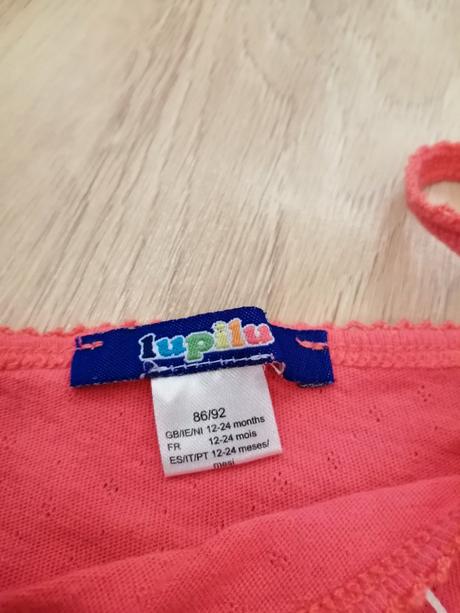 lupilu
86/92
GB/IE/NI 12-24 months
FR 12-24 mois
ES/IT/PT 12-24 meses/
mesi